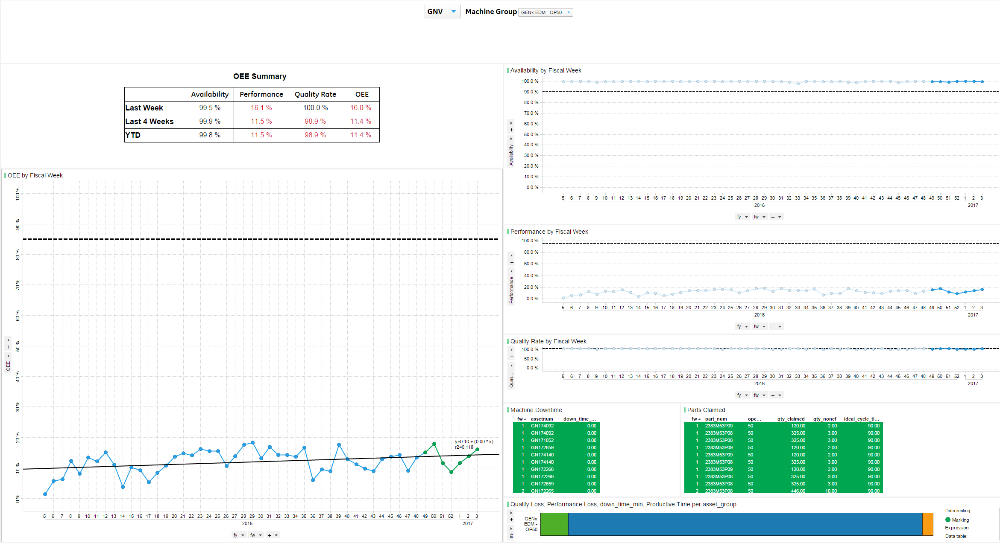 GNV Machine Group GENx EDM - OP50
OEE Summary
Availability Performance Quality Rate OEE
Last Week 99.5 % 16.1 % 100.0 % 16.0 %
Last 4 Weeks 99.9 % 11.5 % 98.9 % 11.4 %
YTD 99.8 % 11.5 % 98.9 % 11.4 %
OEE by Fiscal Week
100 %
90 %
80 %
70 %
60 %
50 %
40 %
30 %
20 %
10 %
0 %
+
OEE
y=0.10 + (0.00 * x)
r2=0.118
5 6 7 8 9 10 11 12 13 14 15 16 17 18 19 20 21 22 23 24 25 26 27 28 29 30 31 32 33 34 35 36 37 38 39 40 41 42 43 44 45 46 47 48 49 50 51 52 1 2 3
2016 2017
fy fw +
Availability by Fiscal Week
100.0 %
90.0 %
80.0 %
70.0 %
60.0 %
50.0 %
40.0 %
30.0 %
20.0 %
10.0 %
0.0 %
+
Availability
5 6 7 8 9 10 11 12 13 14 15 16 17 18 19 20 21 22 23 24 25 26 27 28 29 30 31 32 33 34 35 36 37 38 39 40 41 42 43 44 45 46 47 48 49 50 51 52 1 2 3
2016 2017
fy fw +
Performance by Fiscal Week
100.0 %
80.0 %
60.0 %
40.0 %
20.0 %
0.0 %
+
Performance
5 6 7 8 9 10 11 12 13 14 15 16 17 18 19 20 21 22 23 24 25 26 27 28 29 30 31 32 33 34 35 36 37 38 39 40 41 42 43 44 45 46 47 48 49 50 51 52 1 2 3
2016 2017
fy fw +
Quality Rate by Fiscal Week
100.0 %
50.0 %
0.0 %
+
Quali...
5 6 7 8 9 10 11 12 13 14 15 16 17 18 19 20 21 22 23 24 25 26 27 28 29 30 31 32 33 34 35 36 37 38 39 40 41 42 43 44 45 46 47 48 49 50 51 52 1 2 3
2016 2017
fy fw +
Machine Downtime
fw assetnum down_time_...
1 GN174092 0.00
1 GN174092 0.00
1 GN171052 0.00
1 GN172659 0.00
1 GN174140 0.00
1 GN174140 0.00
1 GN172266 0.00
1 GN172266 0.00
1 GN172659 0.00
2 GN172265 0.00
Parts Claimed
fw part_num ope... qty_claimed qty_noncf ideal_cycle_ti...
1 2383M53P09 50 120.00 2.00 90.00
1 2383M53P08 50 325.00 3.00 90.00
1 2383M53P08 50 325.00 3.00 90.00
1 2383M53P09 50 120.00 2.00 90.00
1 2383M53P09 50 120.00 2.00 90.00
1 2383M53P08 50 325.00 3.00 90.00
1 2383M53P09 50 120.00 2.00 90.00
1 2383M53P08 50 325.00 3.00 90.00
1 2383M53P08 50 325.00 3.00 90.00
2 2383M53P08 50 446.00 10.00 90.00
Quality Loss, Performance Loss, down_time_min, Productive Time per asset_group
+
as
GENx
EDM -
OP50
Data limiting:
Marking
Expression
Data table: